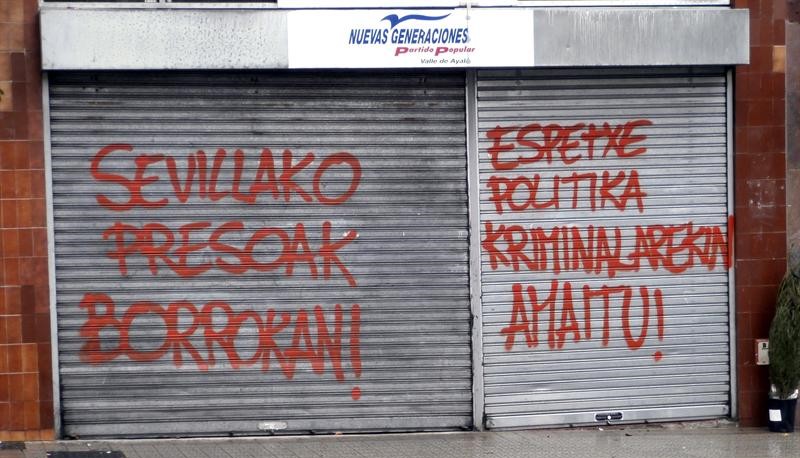 NUEVAS GENERACIONES
Partido Popular
Valle de Ayala
SEVILLAKO
PRESOAK
BORROKAN!
ESPETXE
POLITIKA
KRIMINALAREKIN
AMAITU!